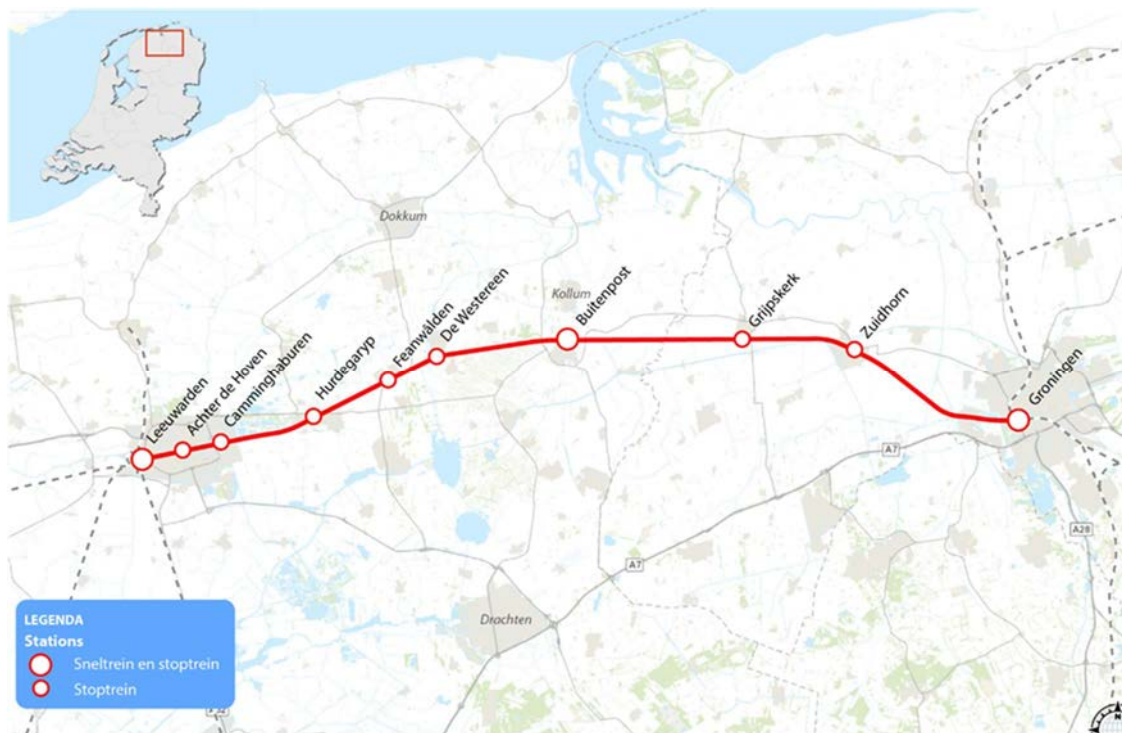 Dokkum
Kollum
Drachten
Leeuwarden
Achter de Hoven
Camminghaburen
Hurdegaryp
Feanwâlden
De Westereen
Buitenpost
Grijpskerk
Zuidhorn
Groningen
A7
A7
A28
N
LEGENDA
Stations
Sneltrein en stoptrein
Stoptrein